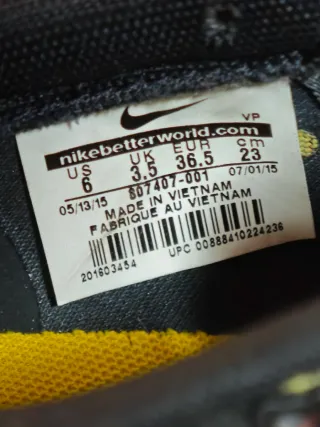 VP
nikebetterworld.com
US UK EUR cm
6 3.5 36.5 23
05/13/15 807407-001 07/01/15
MADE IN VIETNAM
FABRIQUE AU VIETNAM
201603454
UPC 00888410224236